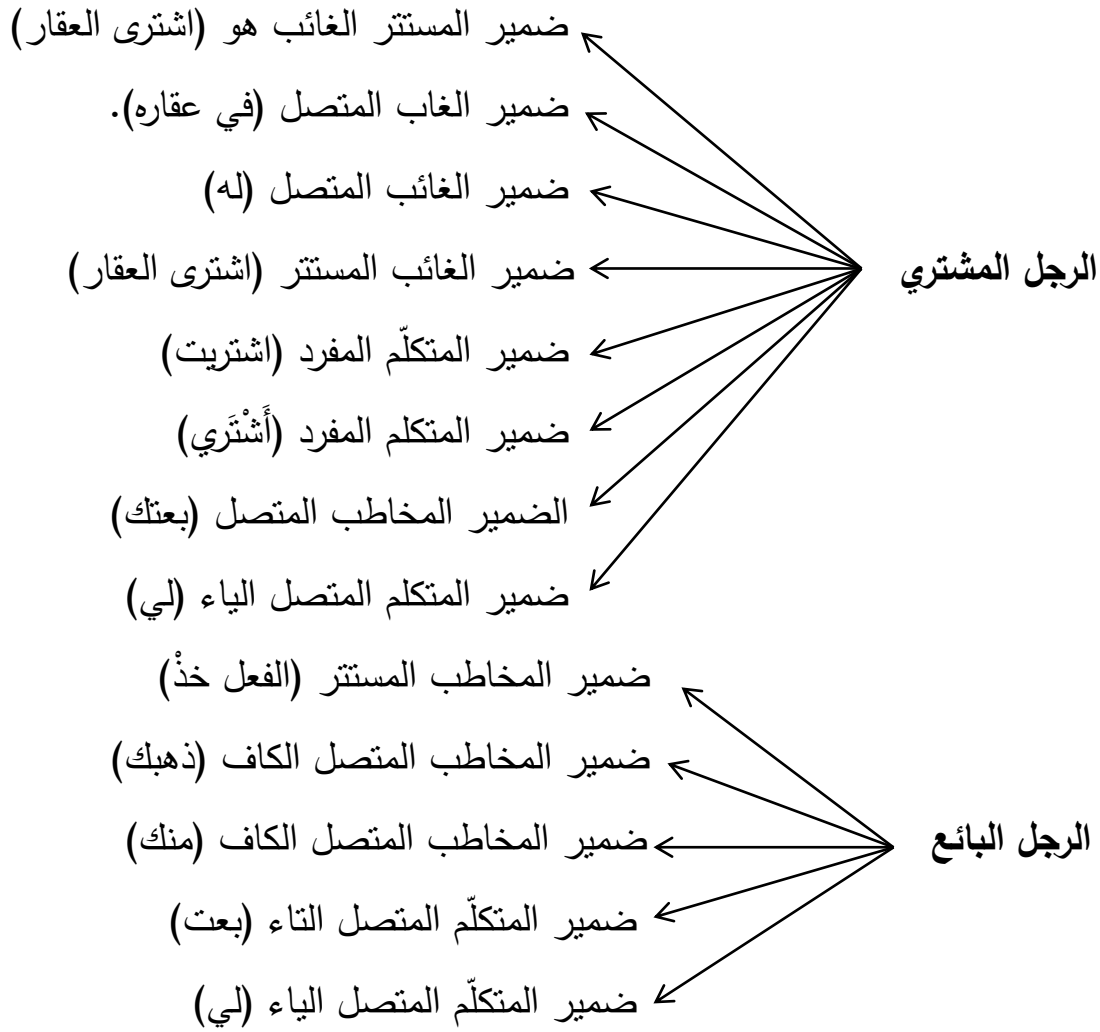 ضمير المستتر الغائب هو (اشترى العقار)
ضمير الغاب المتصل (في عقاره).
ضمير الغائب المتصل (له)
الرجل المشتري
ضمير الغائب المستتر (اشترى العقار)
ضمير المتكلّم المفرد (اشتريت)
ضمير المتكلم المفرد (أَشْتَري)
الضمير المخاطب المتصل (بعتك)
ضمير المتكلم المتصل الياء (لي)
ضمير المخاطب المستتر (الفعل خذْ)
ضمير المخاطب المتصل الكاف (ذهبك)
الرجل البائع
ضمير المخاطب المتصل الكاف (منك)
ضمير المتكلّم المتصل التاء (بعت)
ضمير المتكلّم المتصل الياء (لي)